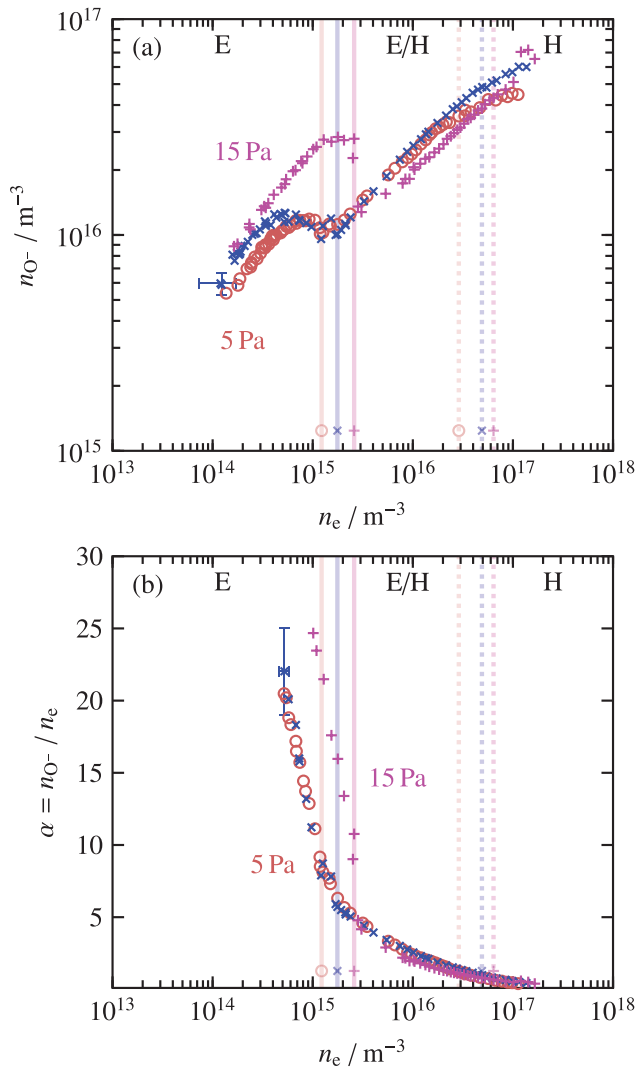 (a) E E/H H
10¹⁷
15 Pa
10¹⁶
n_O⁻ / m⁻³
5 Pa
10¹⁵
10¹³ 10¹⁴ 10¹⁵ 10¹⁶ 10¹⁷ 10¹⁸
n_e / m⁻³
(b) E E/H H
30
25
20
15
15 Pa
α = n_O⁻ / n_e
10
5 Pa
5
10¹³ 10¹⁴ 10¹⁵ 10¹⁶ 10¹⁷ 10¹⁸
n_e / m⁻³